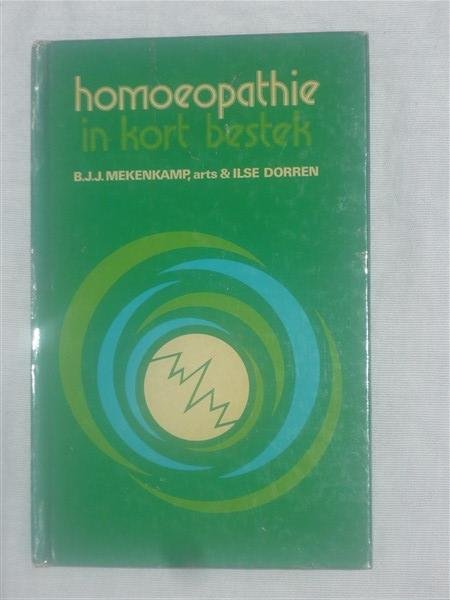 homoeopathie
in kort bestek
B.J.J. MEKENKAMP, arts & ILSE DORREN